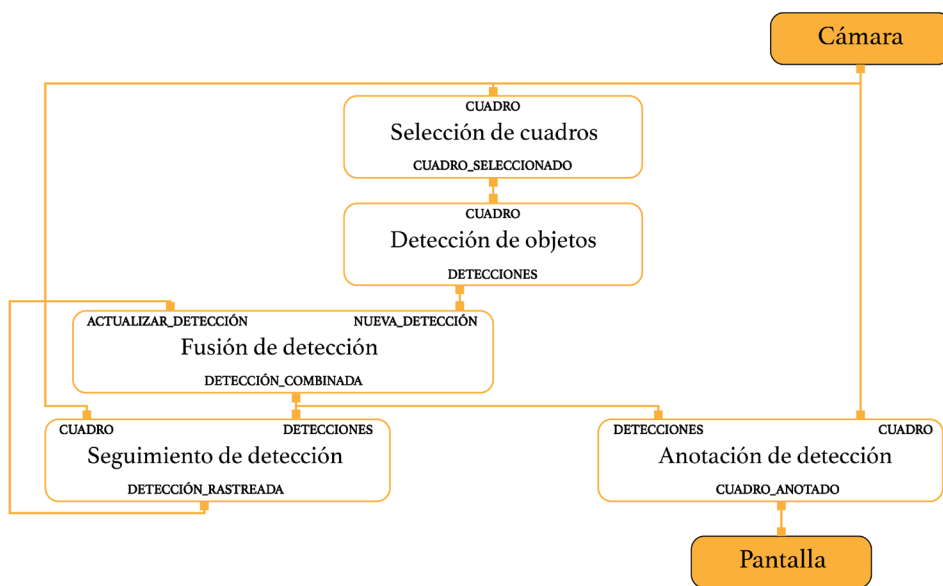 Cámara
CUADRO
Selección de cuadros
CUADRO_SELECCIONADO
CUADRO
Detección de objetos
DETECCIONES
ACTUALIZAR_DETECCIÓN NUEVA_DETECCIÓN
Fusión de detección
DETECCIÓN_COMBINADA
CUADRO DETECCIONES
Seguimiento de detección
DETECCIÓN_RASTREADA
DETECCIONES CUADRO
Anotación de detección
CUADRO_ANOTADO
Pantalla